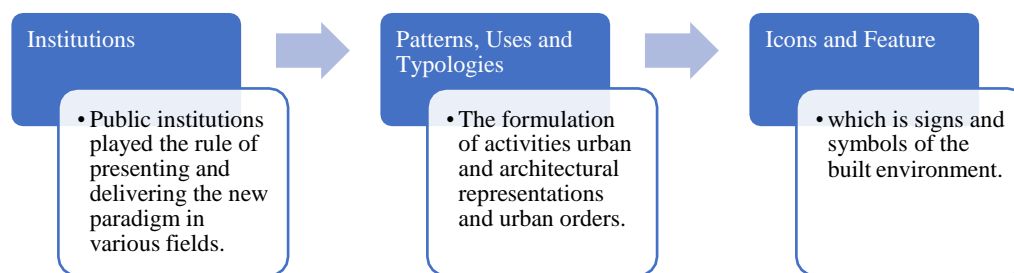 Institutions
• Public institutions
played the rule of
presenting and
delivering the new
paradigm in
various fields.
Patterns, Uses and
Typologies
• The formulation
of activities urban
and architectural
representations
and urban orders.
Icons and Feature
• which is signs and
symbols of the
built environment.